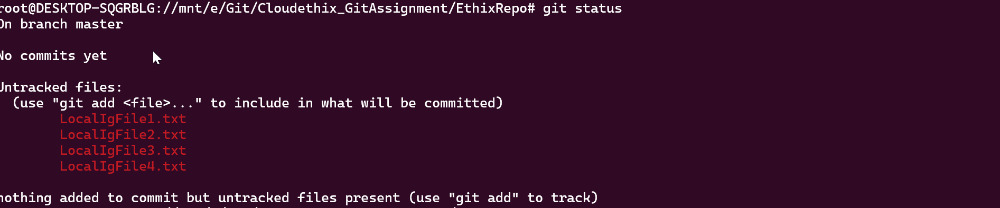 root@DESKTOP-SQGRBLG://mnt/e/Git/Cloudethix_GitAssignment/EthixRepo# git status
On branch master
No commits yet
Untracked files:
(use "git add <file>..." to include in what will be committed)
LocalIgFile1.txt
LocalIgFile2.txt
LocalIgFile3.txt
LocalIgFile4.txt
nothing added to commit but untracked files present (use "git add" to track)